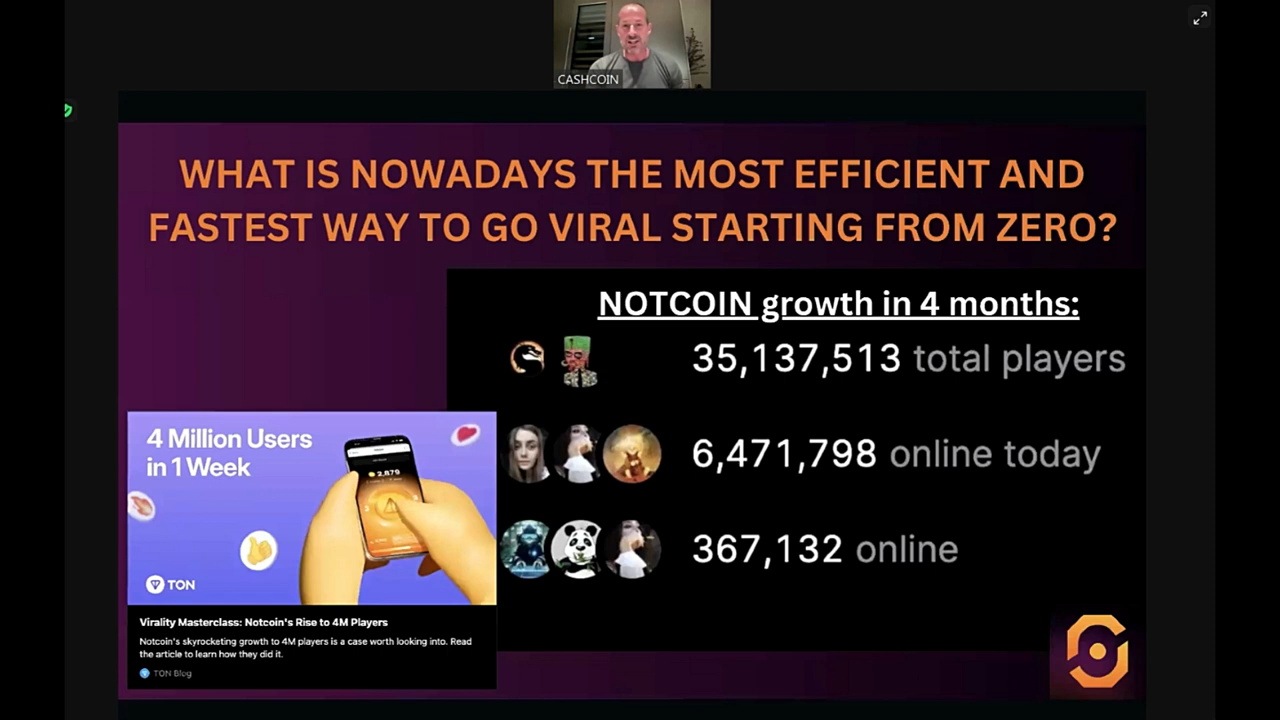 CASHCOIN
WHAT IS NOWADAYS THE MOST EFFICIENT AND
FASTEST WAY TO GO VIRAL STARTING FROM ZERO?
NOTCOIN growth in 4 months:
35,137,513 total players
6,471,798 online today
367,132 online
4 Million Users
in 1 Week
2,879
TON
Virality Masterclass: Notcoin's Rise to 4M Players
Notcoin's skyrocketing growth to 4M players is a case worth looking into. Read
the article to learn how they did it.
TON Blog